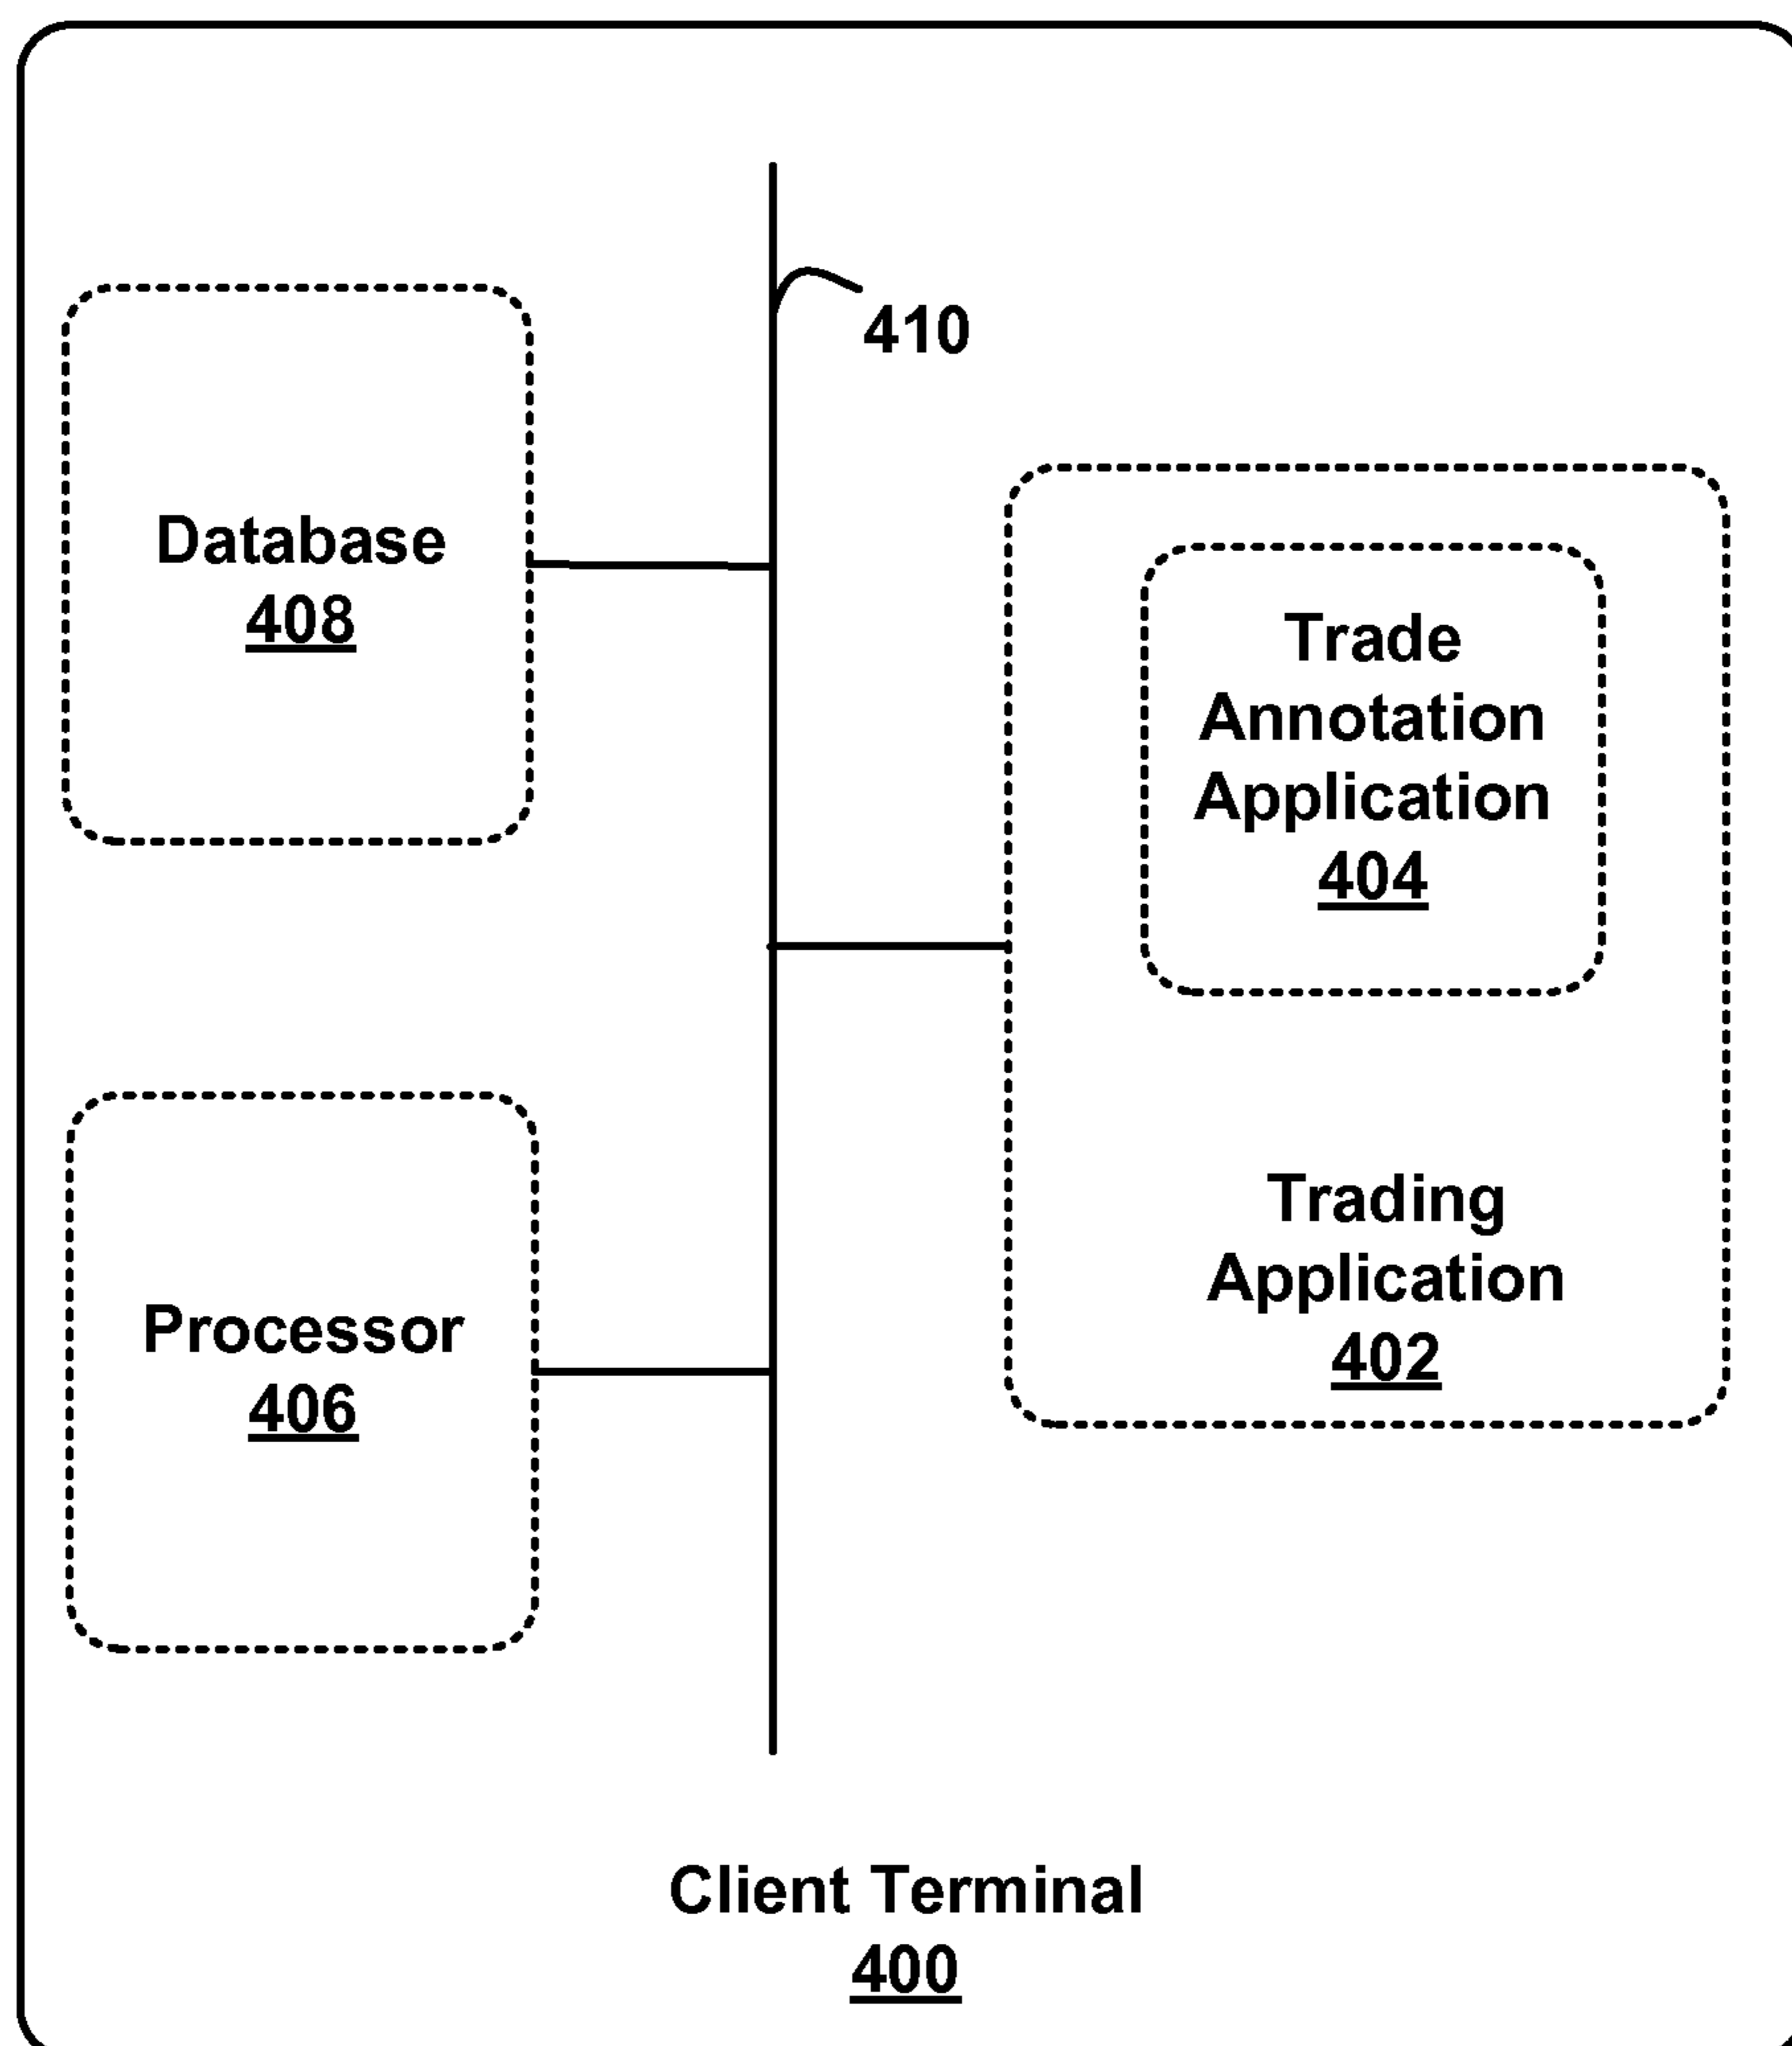 410
Database
408
Trade
Annotation
Application
404
Trading
Application
402
Processor
406
Client Terminal
400